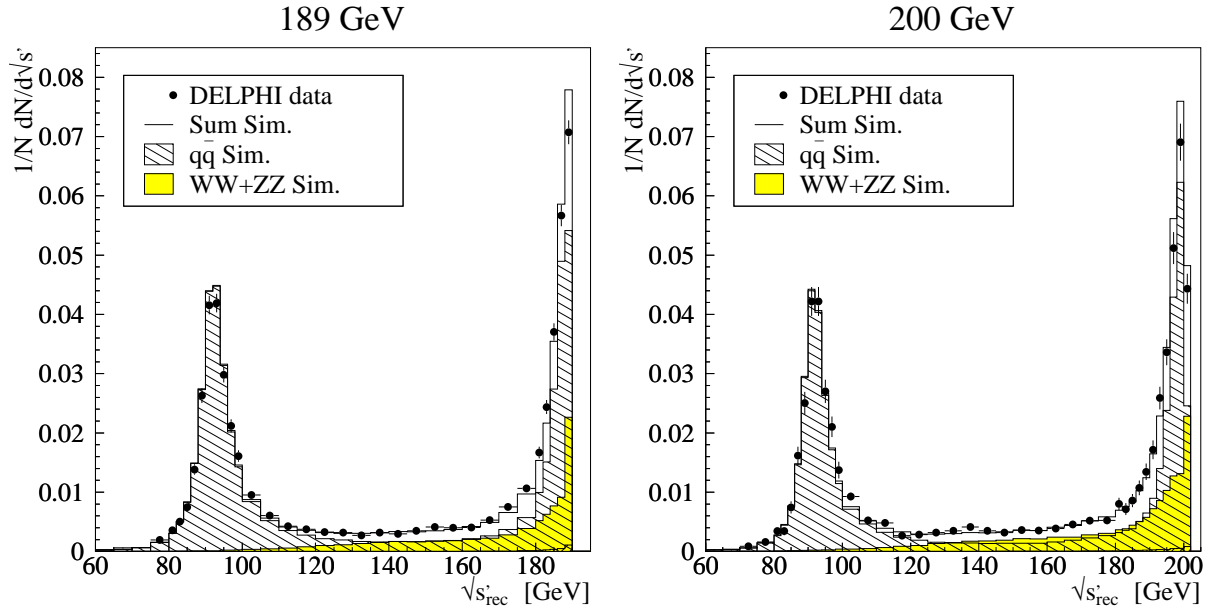 189 GeV
1/N dN/d√s'
0.08
0.07
0.06
0.05
0.04
0.03
0.02
0.01
0
DELPHI data
Sum Sim.
qq̄ Sim.
WW+ZZ Sim.
60 80 100 120 140 160 180
√s'rec [GeV]
200 GeV
1/N dN/d√s'
0.08
0.07
0.06
0.05
0.04
0.03
0.02
0.01
0
DELPHI data
Sum Sim.
qq̄ Sim.
WW+ZZ Sim.
60 80 100 120 140 160 180 200
√s'rec [GeV]